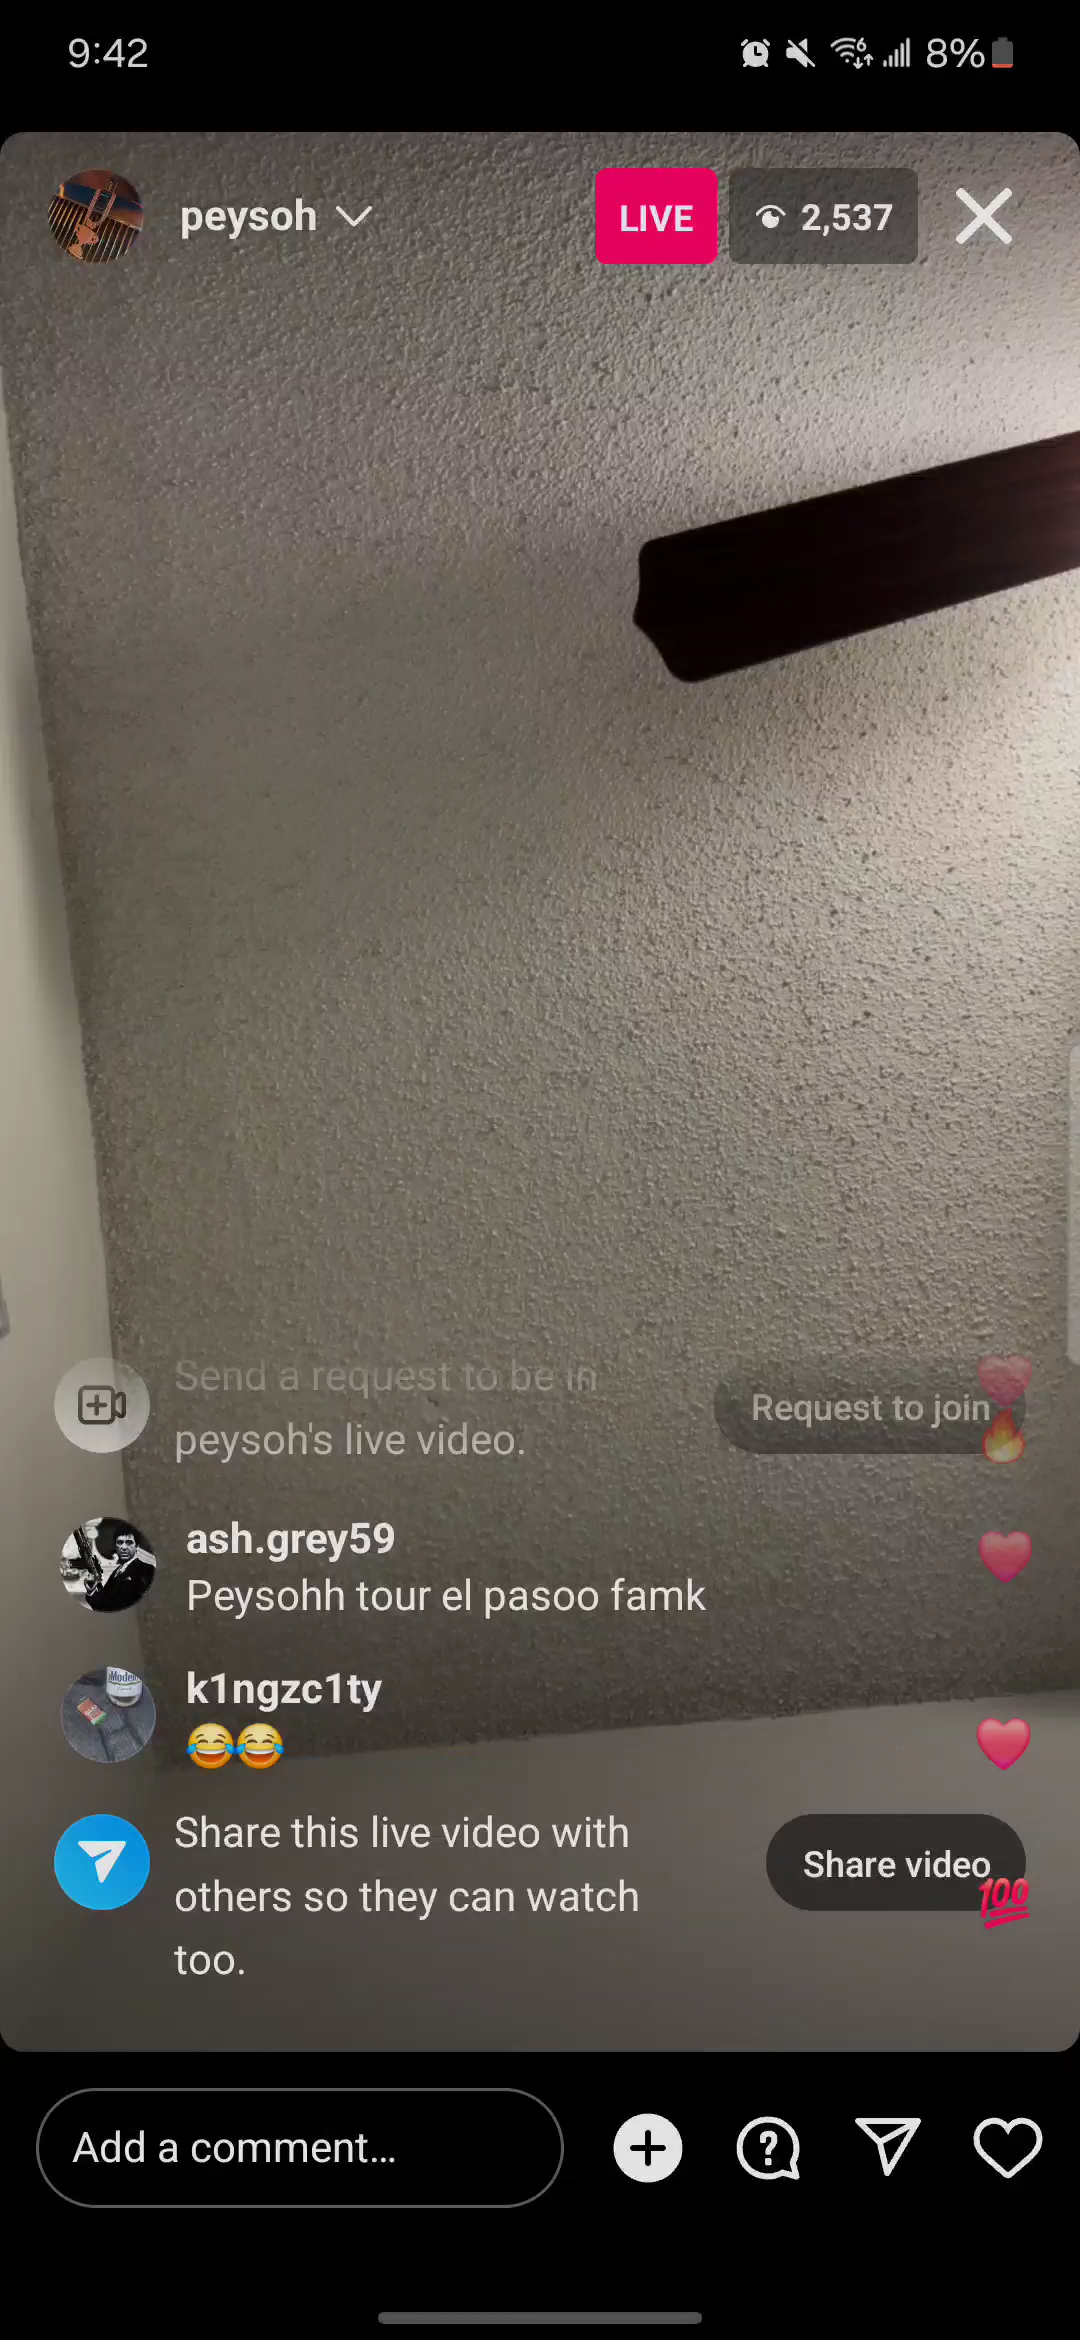 9:42
8%
peysoh
LIVE
2,537
Send a request to be in
peysoh's live video.
Request to join
ash.grey59
Peysohh tour el pasoo famk
Modelo
k1ngzc1ty
😂😂
Share this live video with
others so they can watch
too.
Share video
💯
Add a comment...